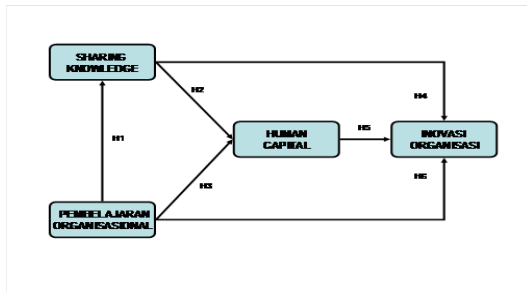 SHARING
KNOWLEDGE
H2
H4
H1
HUMAN
CAPITAL
H5
INOVASI
ORGANISASI
H3
H6
PEMBELAJARAN
ORGANISASIONAL